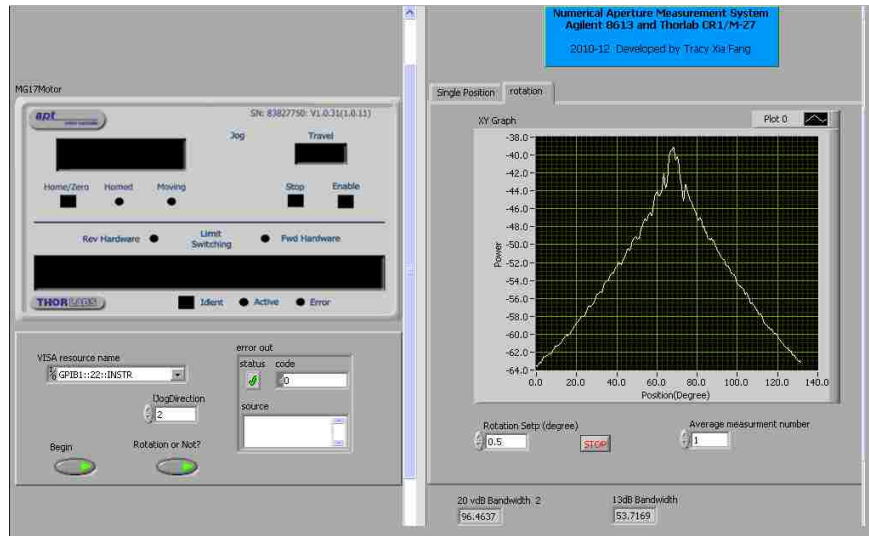 Numerical Aperture Measurement System
Agilent 8613 and Thorlab CR1/M-Z7
2010-12 Developed by Tracy Xia Fang
MG17Motor
apt
SN: 83827750: V1.0.31(1.0.11)
Jog
Travel
Home/Zero Homed Moving
Stop Enable
Rev Hardware
Limit
Switching
Fwd Hardware
THORLABS
Ident Active Error
VISA resource name
GPIB1::22::INSTR
JogDirection
2
Begin
Rotation or Not?
error out
status code
0
source
Single Position rotation
XY Graph
Plot 0
Power
-38.0
-40.0
-42.0
-44.0
-46.0
-48.0
-50.0
-52.0
-54.0
-56.0
-58.0
-60.0
-62.0
-64.0
0.0 20.0 40.0 60.0 80.0 100.0 120.0 140.0
Position(Degree)
Rotation Setp (degree)
0.5
STOP
Average measurment number
1
20 vdB Bandwidth 2
96.4637
13dB Bandwidth
53.7169